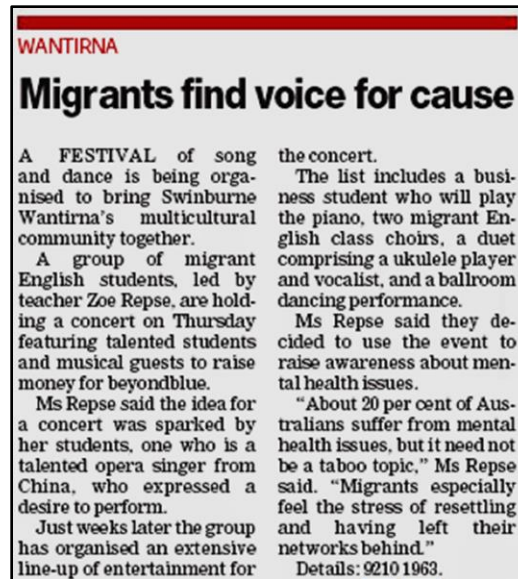 WANTIRNA
Migrants find voice for cause
A FESTIVAL of song
and dance is being orga-
nised to bring Swinburne
Wantirna's multicultural
community together.
A group of migrant
English students, led by
teacher Zoe Repse, are hold-
ing a concert on Thursday
featuring talented students
and musical guests to raise
money for beyondblue.
Ms Repse said the idea for
a concert was sparked by
her students, one who is a
talented opera singer from
China, who expressed a
desire to perform.
Just weeks later the group
has organised an extensive
line-up of entertainment for
the concert.
The list includes a busi-
ness student who will play
the piano, two migrant En-
glish class choirs, a duet
comprising a ukulele player
and vocalist, and a ballroom
dancing performance.
Ms Repse said they de-
cided to use the event to
raise awareness about men-
tal health issues.
"About 20 per cent of Aus-
tralians suffer from mental
health issues, but it need not
be a taboo topic," Ms Repse
said. "Migrants especially
feel the stress of resettling
and having left their
networks behind."
Details: 9210 1963.